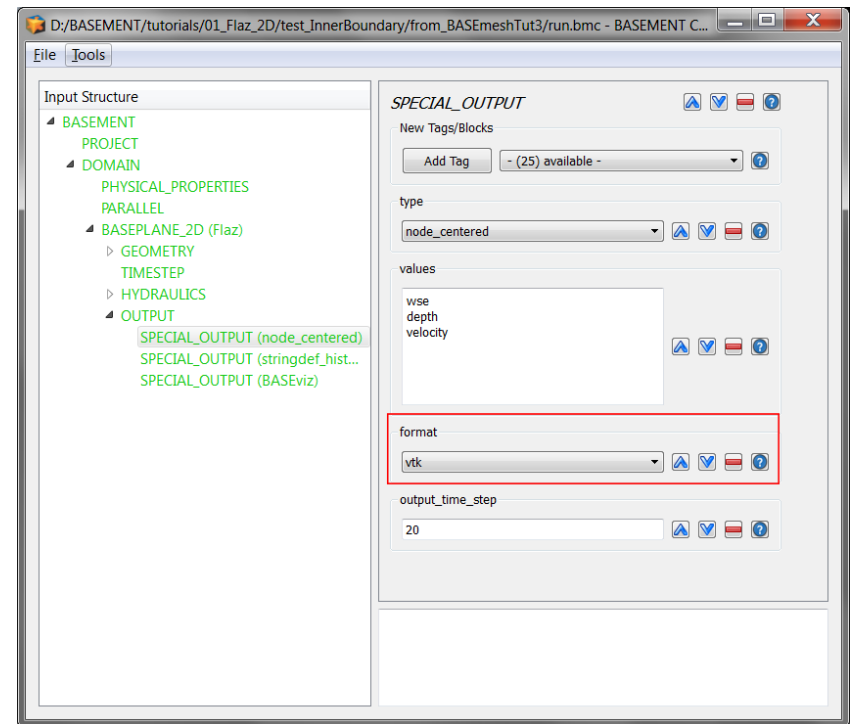 D:/BASEMENT/tutorials/01_Flaz_2D/test_InnerBoundary/from_BASEmeshTut3/run.bmc - BASEMENT C...
File Tools
Input Structure
BASEMENT
PROJECT
DOMAIN
PHYSICAL_PROPERTIES
PARALLEL
BASEPLANE_2D (Flaz)
GEOMETRY
TIMESTEP
HYDRAULICS
OUTPUT
SPECIAL_OUTPUT (node_centered)
SPECIAL_OUTPUT (stringdef_hist...
SPECIAL_OUTPUT (BASEviz)
SPECIAL_OUTPUT
New Tags/Blocks
Add Tag - (25) available -
type
node_centered
values
wse
depth
velocity
format
vtk
output_time_step
20